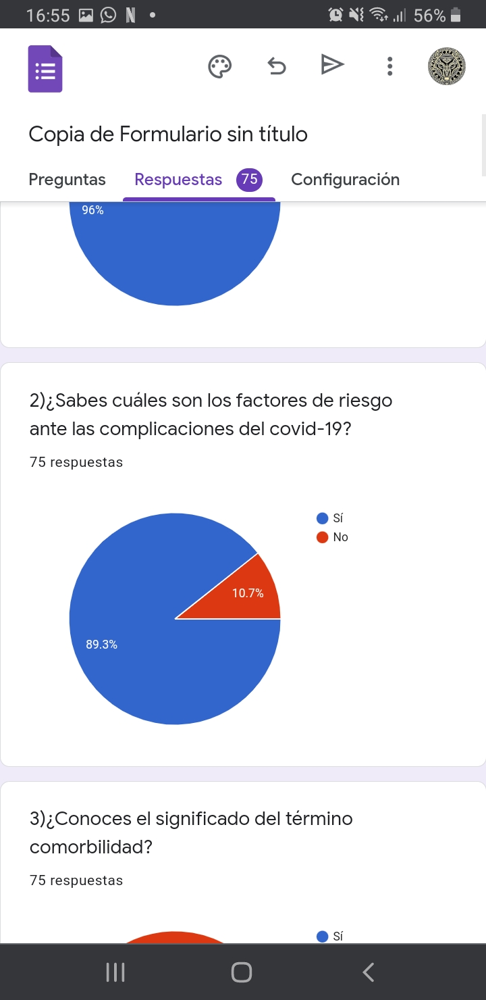 16:55
56%
Copia de Formulario sin título
Preguntas
Respuestas
75
Configuración
96%
2)¿Sabes cuáles son los factores de riesgo
ante las complicaciones del covid-19?
75 respuestas
Sí
No
10.7%
89.3%
3)¿Conoces el significado del término
comorbilidad?
75 respuestas
Sí